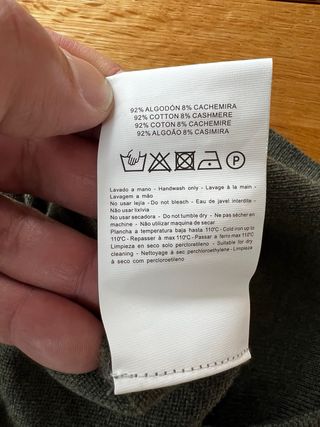 92% ALGODÓN 8% CACHEMIRA
92% COTTON 8% CASHMERE
92% COTON 8% CACHEMIRE
92% ALGOÃO 8% CASIMIRA
P
Lavado a mano - Handwash only - Lavage à la main -
Lavagem a mão
No usar lejia - Do not bleach - Eau de javel interdite -
Não usar lixivia
No usar secadora - Do not tumble dry - Ne pas sécher en
machine - Não utilizar maquina de secar
Plancha a temperatura baja hasta 110ºC - Cold iron up to
110ºC - Repasser à max 110ºC - Passar a ferro max 110ºC
Limpieza en seco solo percloroetileno - Suitable for dry
cleaning - Nettoyage à sec perchloroethylene - Limpieza
à seco com percloroetileno